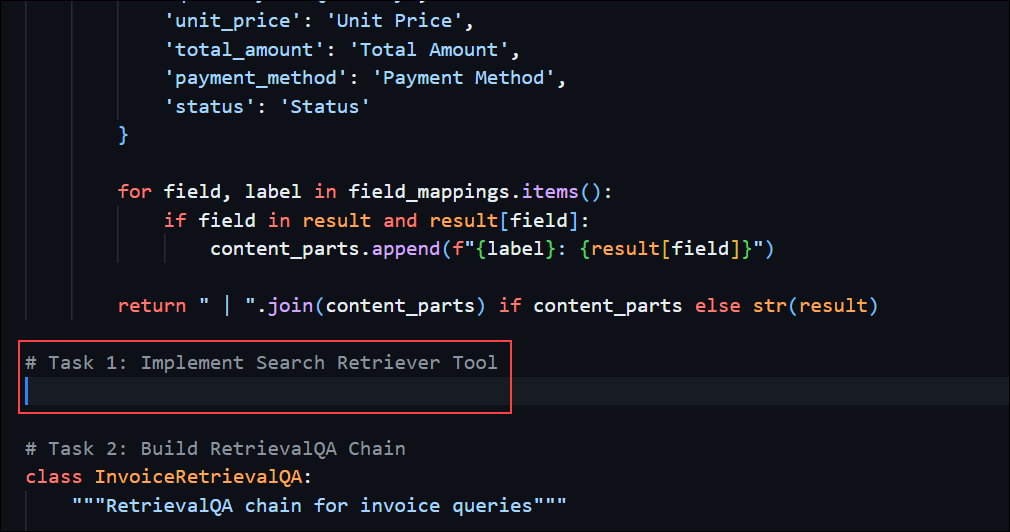 'unit_price': 'Unit Price',
'total_amount': 'Total Amount',
'payment_method': 'Payment Method',
'status': 'Status'
}
for field, label in field_mappings.items():
if field in result and result[field]:
content_parts.append(f"{label}: {result[field]}")
return " | ".join(content_parts) if content_parts else str(result)
# Task 1: Implement Search Retriever Tool
# Task 2: Build RetrievalQA Chain
class InvoiceRetrievalQA:
"""RetrievalQA chain for invoice queries"""